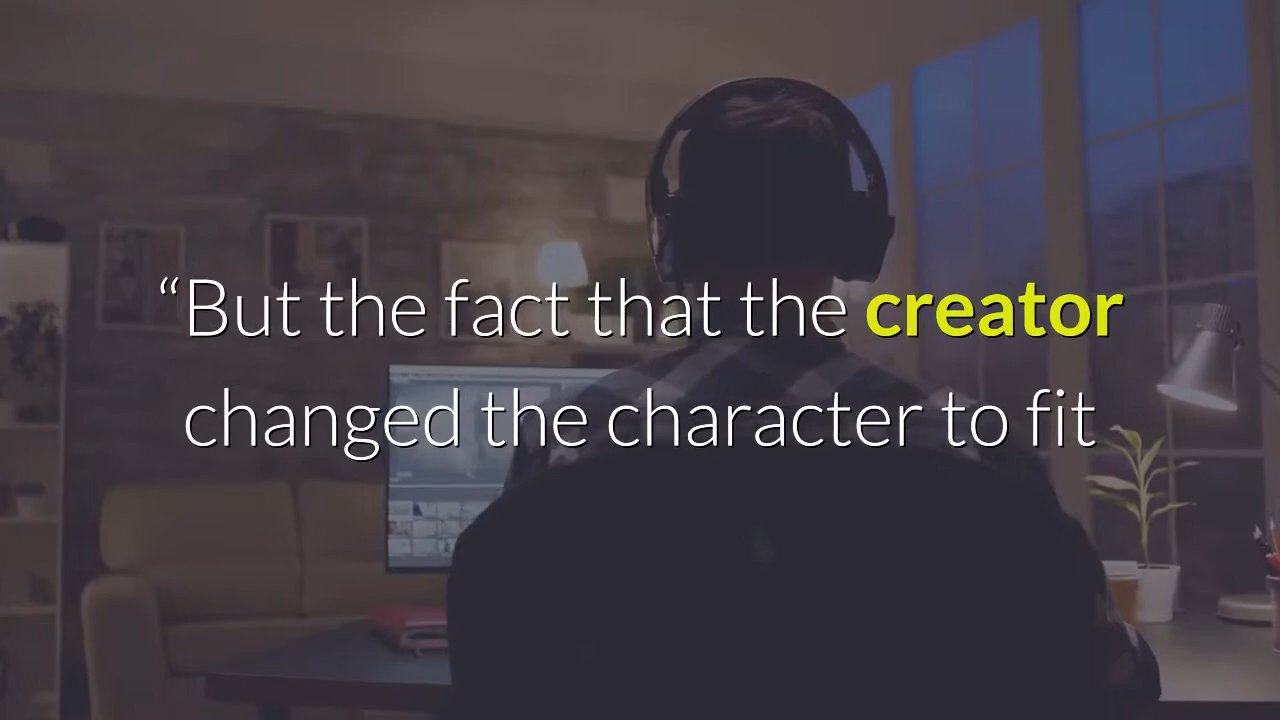 “But the fact that the creator
changed the character to fit